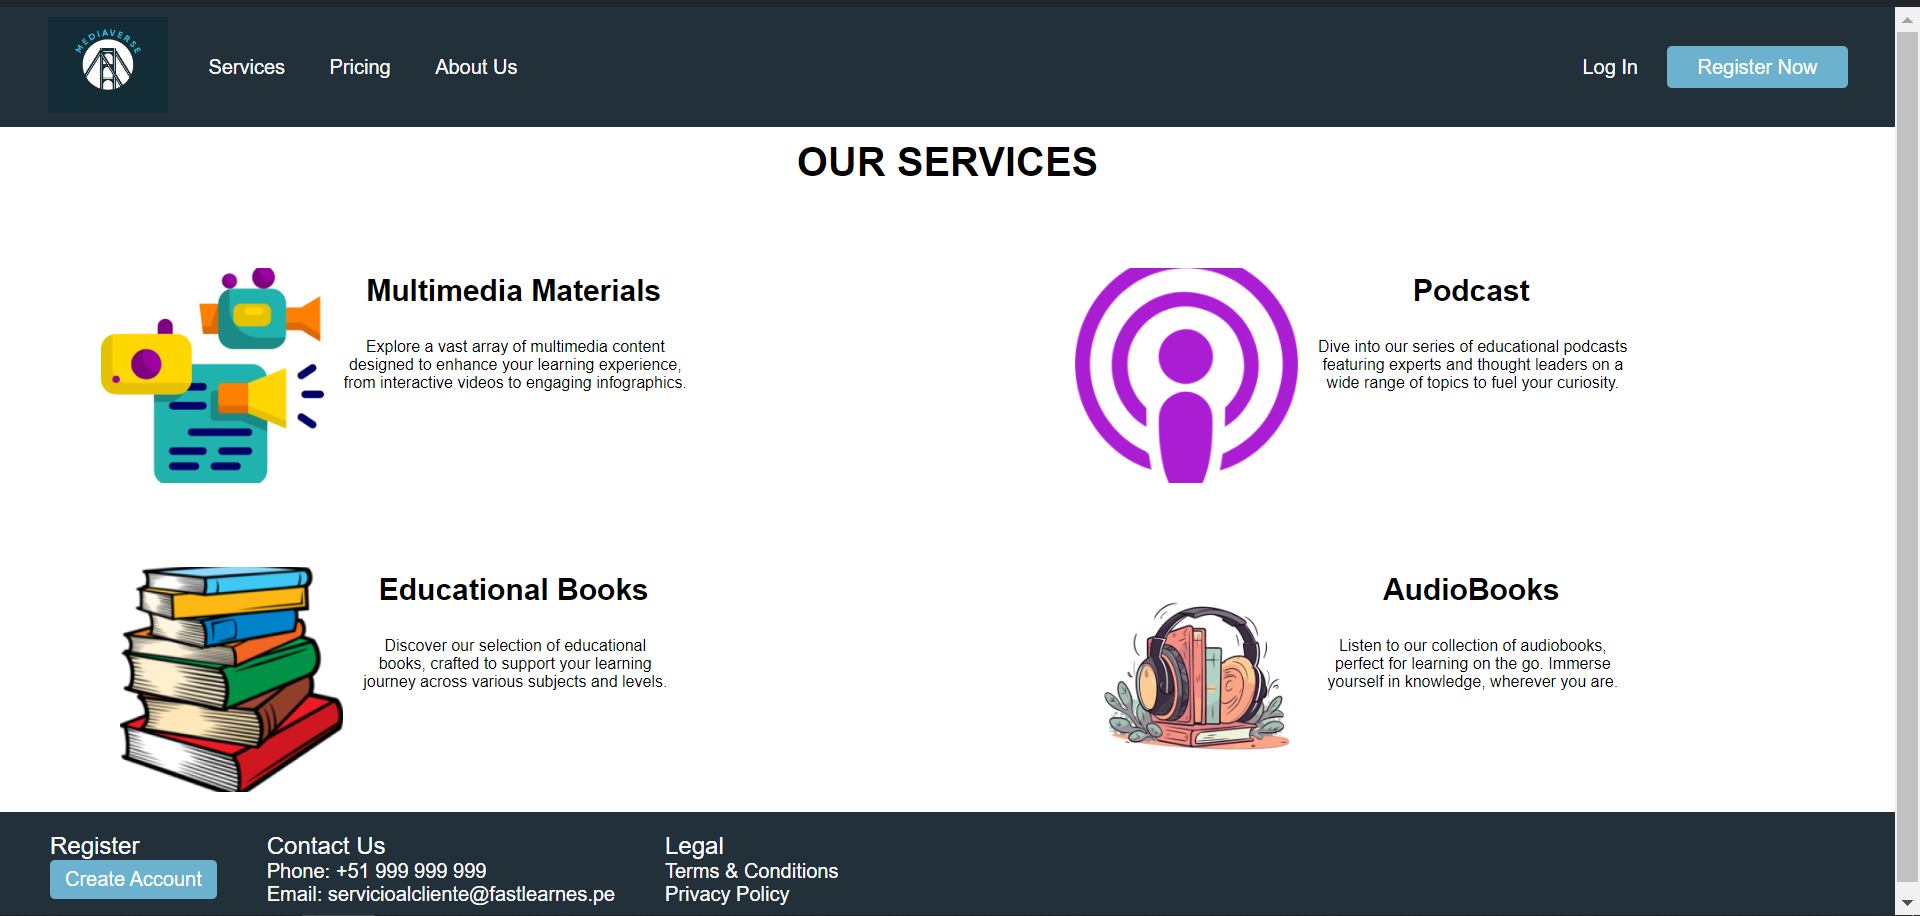 MEDIAVERSE
Services
Pricing
About Us
Log In
Register Now
OUR SERVICES
Multimedia Materials
Explore a vast array of multimedia content
designed to enhance your learning experience,
from interactive videos to engaging infographics.
Podcast
Dive into our series of educational podcasts
featuring experts and thought leaders on a
wide range of topics to fuel your curiosity.
Educational Books
Discover our selection of educational
books, crafted to support your learning
journey across various subjects and levels.
AudioBooks
Listen to our collection of audiobooks,
perfect for learning on the go. Immerse
yourself in knowledge, wherever you are.
Register
Create Account
Contact Us
Phone: +51 999 999 999
Email: servicioalcliente@fastlearnes.pe
Legal
Terms & Conditions
Privacy Policy